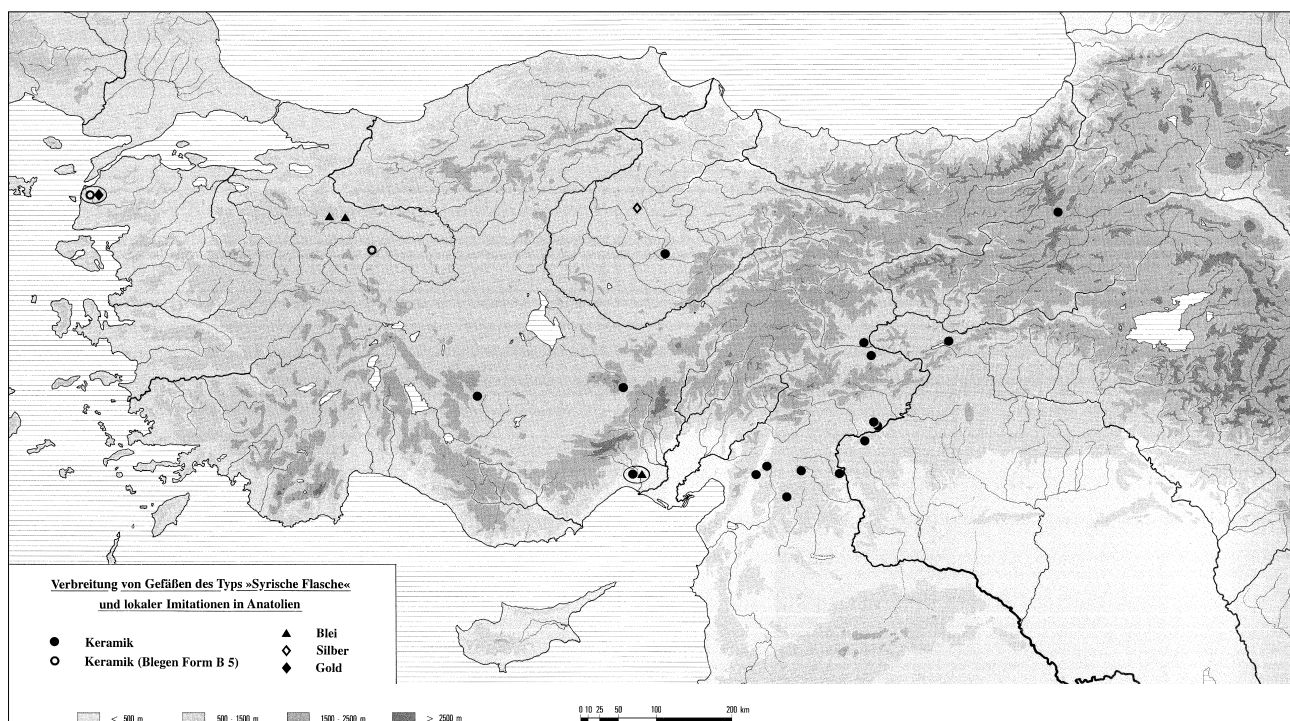 Verbreitung von Gefäßen des Typs »Syrische Flasche«
und lokaler Imitationen in Anatolien
Keramik
Keramik (Blegen Form B 5)
Blei
Silber
Gold
< 500 m
500 - 1500 m
1500 - 2500 m
> 2500 m
0 10 25 50 100 200 km